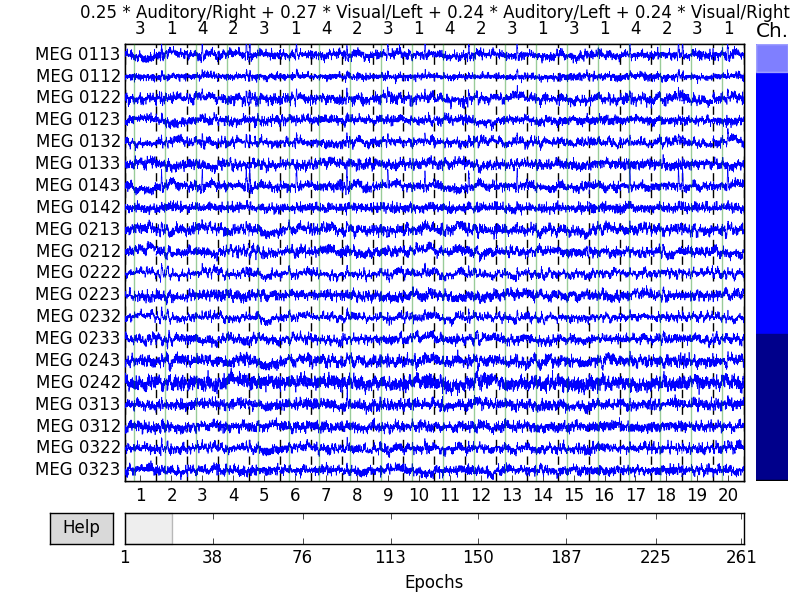 0.25 * Auditory/Right + 0.27 * Visual/Left + 0.24 * Auditory/Left + 0.24 * Visual/Right
3 1 4 2 3 1 4 2 3 1 4 2 3 1 3 1 4 2 3 1
Ch.
MEG 0113
MEG 0112
MEG 0122
MEG 0123
MEG 0132
MEG 0133
MEG 0143
MEG 0142
MEG 0213
MEG 0212
MEG 0222
MEG 0223
MEG 0232
MEG 0233
MEG 0243
MEG 0242
MEG 0313
MEG 0312
MEG 0322
MEG 0323
1 2 3 4 5 6 7 8 9 10 11 12 13 14 15 16 17 18 19 20
Help
1 38 76 113 150 187 225 261
Epochs